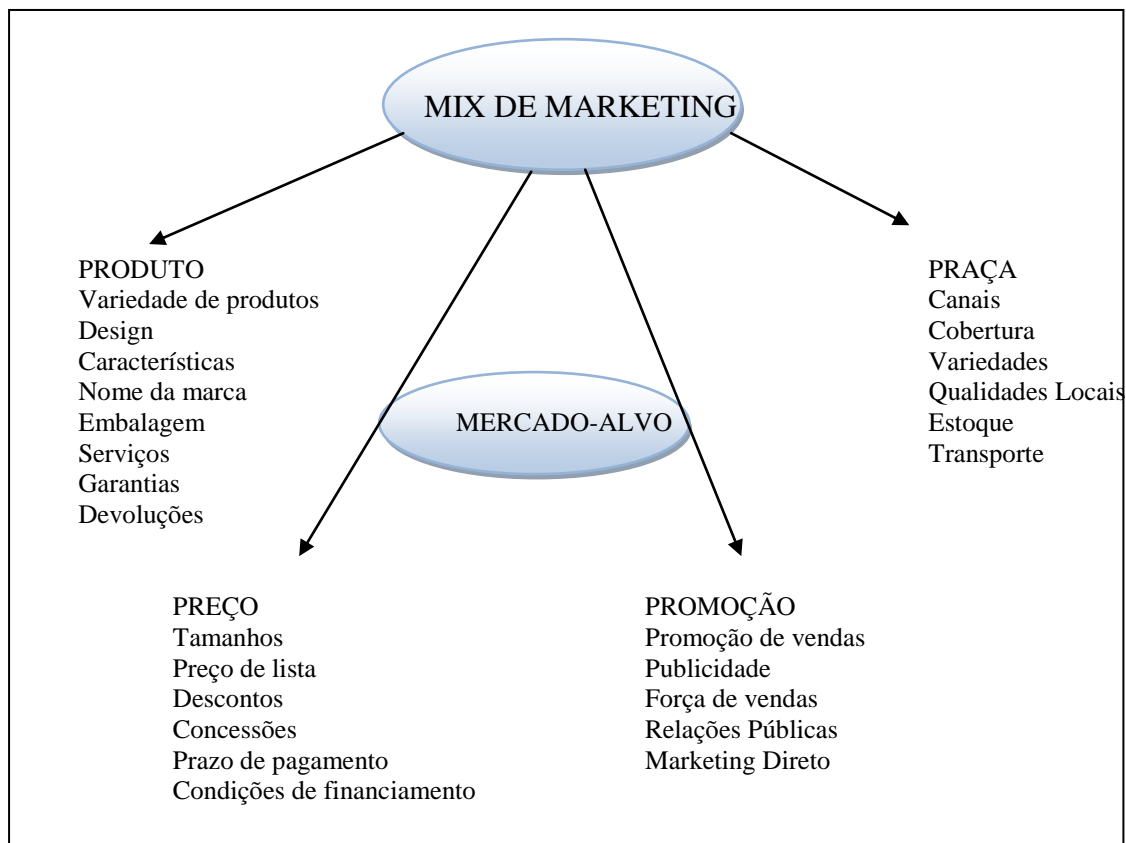 MIX DE MARKETING
PRODUTO
Variedade de produtos
Design
Características
Nome da marca
Embalagem
Serviços
Garantias
Devoluções
PRAÇA
Canais
Cobertura
Variedades
Qualidades Locais
Estoque
Transporte
MERCADO-ALVO
PREÇO
Tamanhos
Preço de lista
Descontos
Concessões
Prazo de pagamento
Condições de financiamento
PROMOÇÃO
Promoção de vendas
Publicidade
Força de vendas
Relações Públicas
Marketing Direto